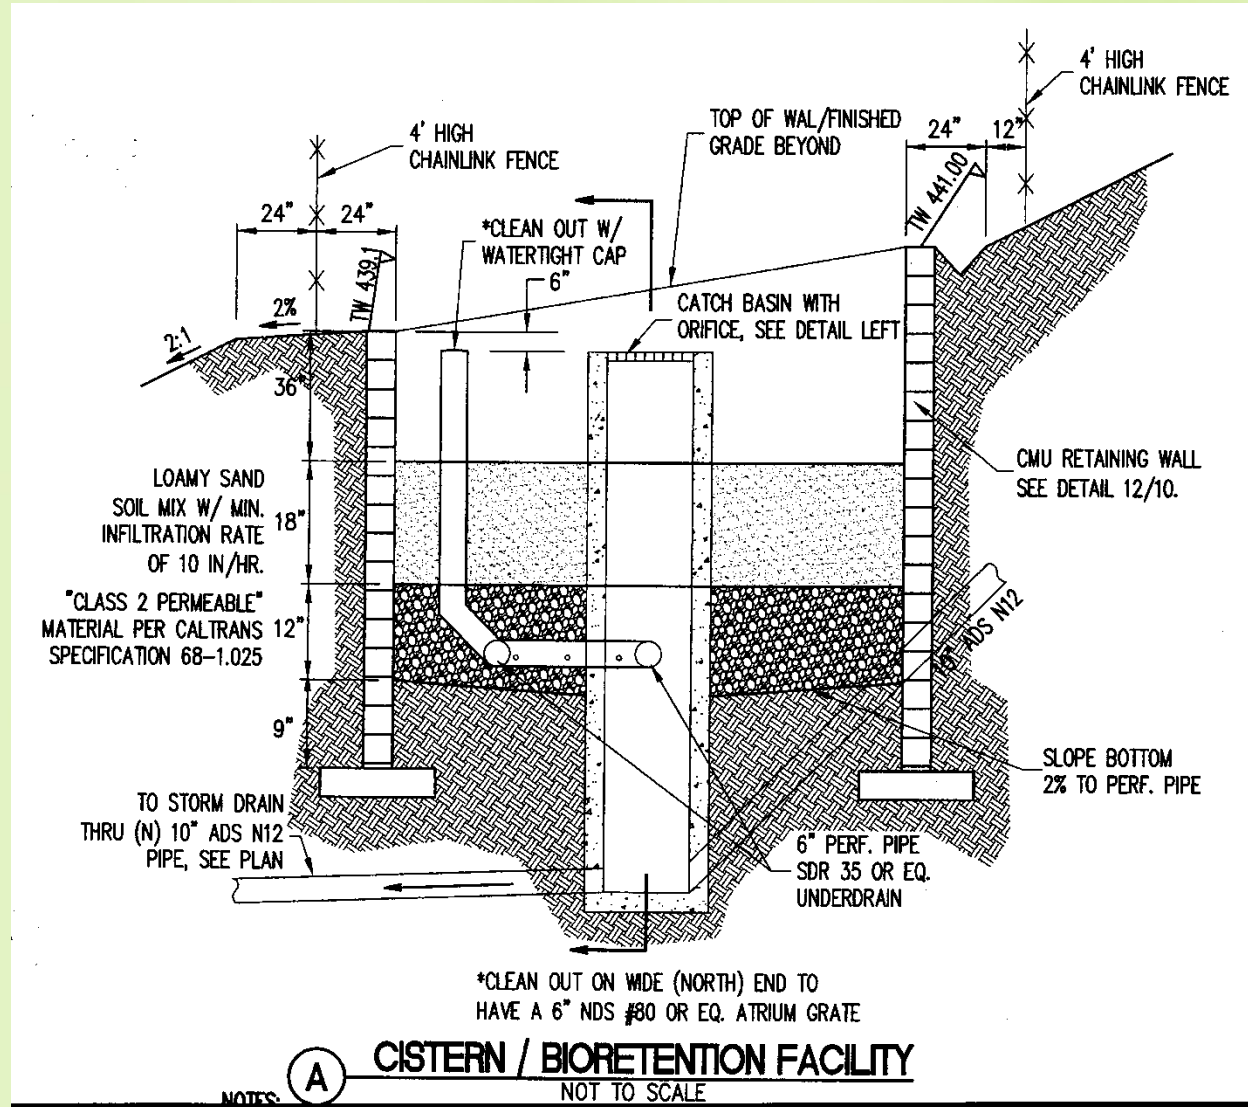 4' HIGH
CHAINLINK FENCE
TOP OF WAL/FINISHED
GRADE BEYOND
24"
12"
TW 441.00
4' HIGH
CHAINLINK FENCE
24"
24"
*CLEAN OUT W/
WATERTIGHT CAP
6"
TW 439.1
2%
2:1
CATCH BASIN WITH
ORIFICE, SEE DETAIL LEFT
36"
CMU RETAINING WALL
SEE DETAIL 12/10.
LOAMY SAND
SOIL MIX W/ MIN.
INFILTRATION RATE
OF 10 IN/HR.
18"
"CLASS 2 PERMEABLE"
MATERIAL PER CALTRANS
SPECIFICATION 68-1.025
12"
ADS N12
9"
SLOPE BOTTOM
2% TO PERF. PIPE
TO STORM DRAIN
THRU (N) 10" ADS N12
PIPE, SEE PLAN
6" PERF. PIPE
SDR 35 OR EQ.
UNDERDRAIN
*CLEAN OUT ON WIDE (NORTH) END TO
HAVE A 6" NDS #80 OR EQ. ATRIUM GRATE
A
CISTERN / BIORETENTION FACILITY
NOT TO SCALE
NOTES: